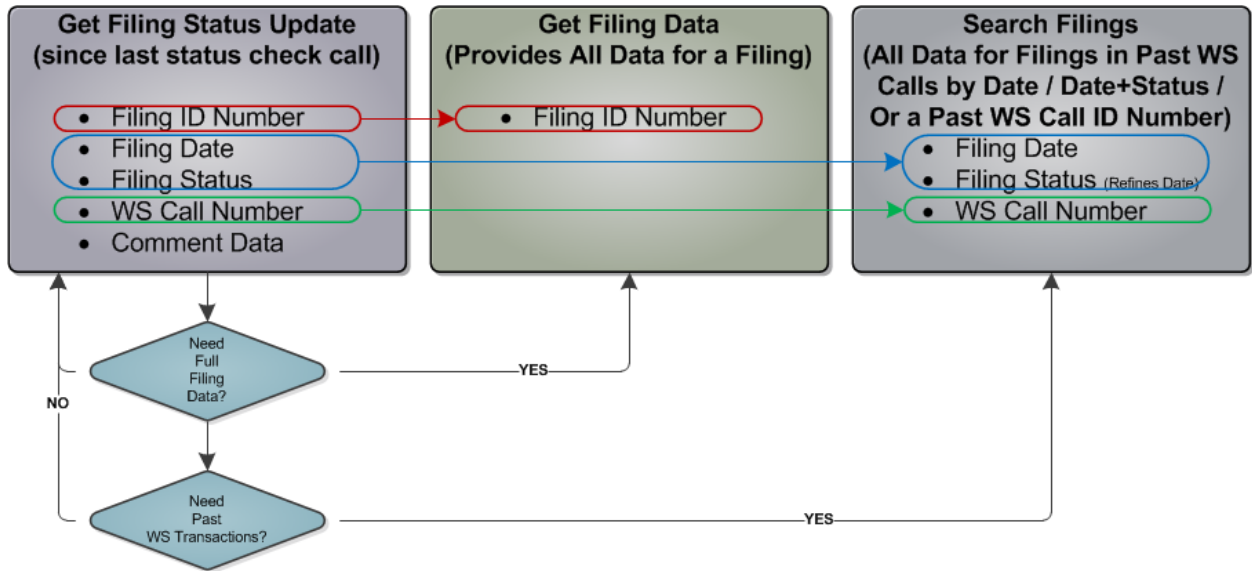 Get Filing Status Update
(since last status check call)
• Filing ID Number
• Filing Date
• Filing Status
• WS Call Number
• Comment Data
Get Filing Data
(Provides All Data for a Filing)
• Filing ID Number
Search Filings
(All Data for Filings in Past WS
Calls by Date / Date+Status /
Or a Past WS Call ID Number)
• Filing Date
• Filing Status (Refines Date)
• WS Call Number
Need
Full
Filing
Data?
YES
NO
Need
Past
WS Transactions?
YES